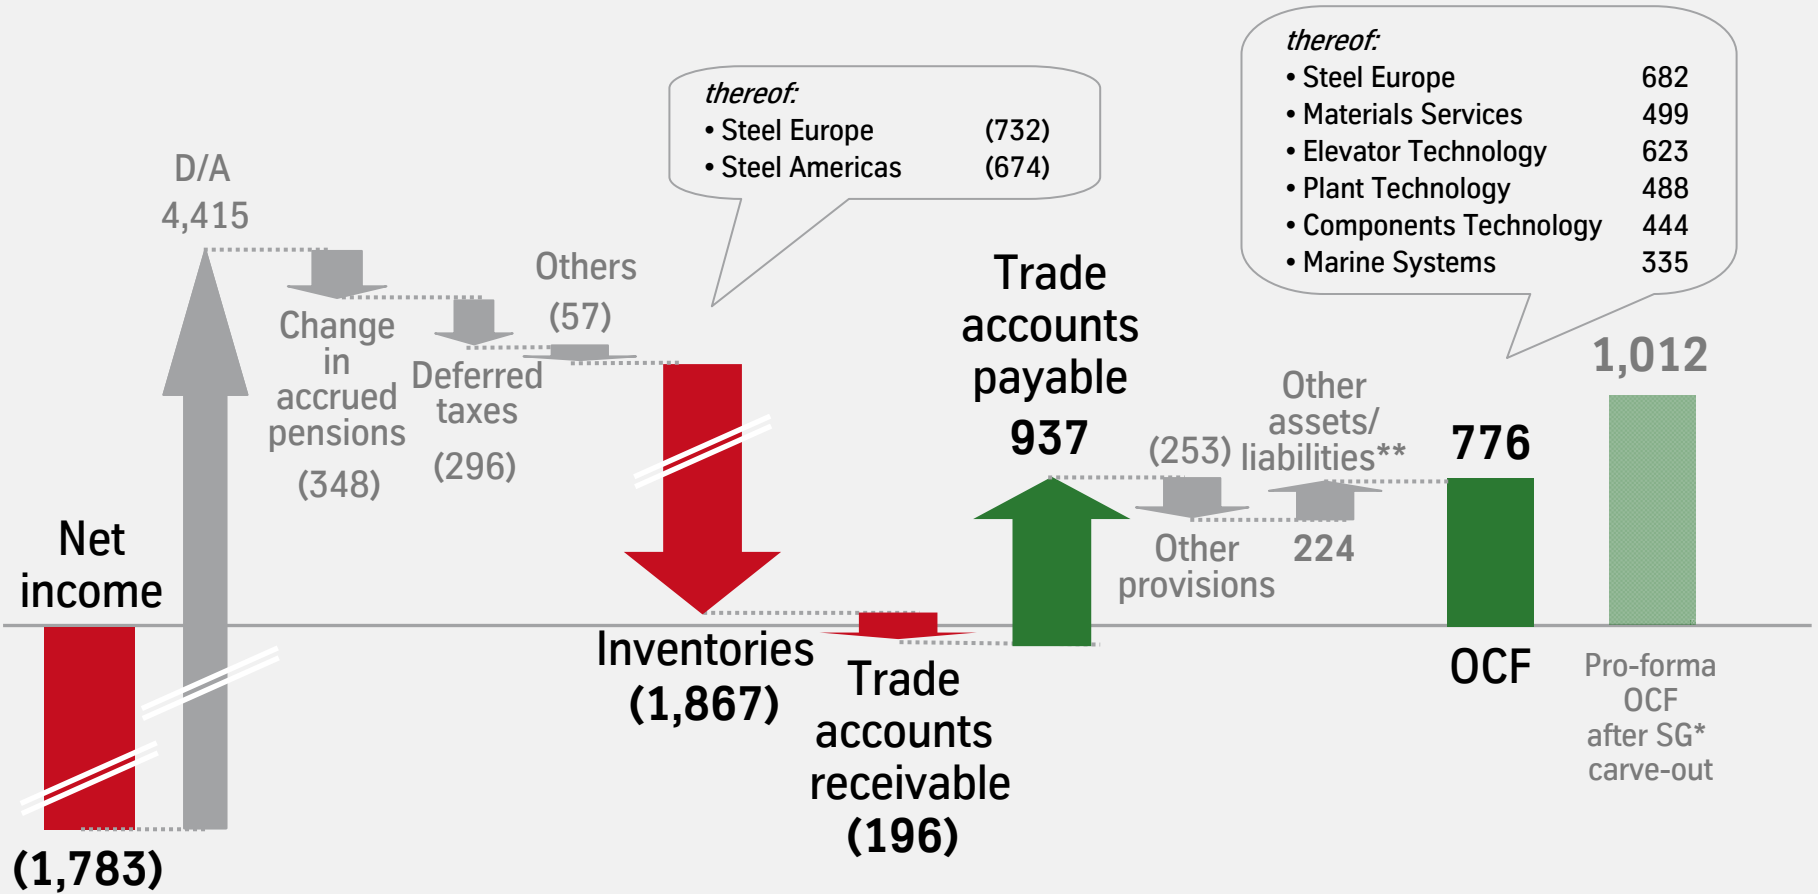 Net
income
(1,783)
D/A
4,415
Change
in
accrued
pensions
(348)
Deferred
taxes
(296)
Others
(57)
thereof:
• Steel Europe (732)
• Steel Americas (674)
Inventories
(1,867)
Trade
accounts
receivable
(196)
Trade
accounts
payable
937
(253)
Other
provisions
Other
assets/
liabilities**
224
thereof:
• Steel Europe 682
• Materials Services 499
• Elevator Technology 623
• Plant Technology 488
• Components Technology 444
• Marine Systems 335
776
OCF
1,012
Pro-forma
OCF
after SG*
carve-out